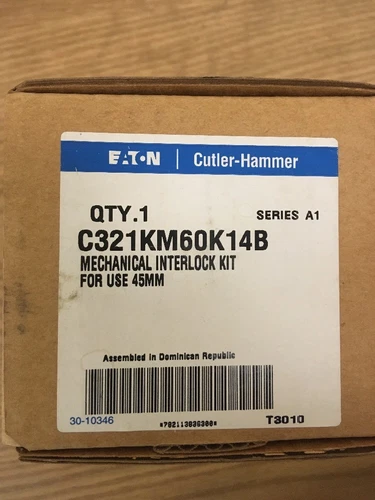 EATON | Cutler-Hammer
QTY.1 SERIES A1
C321KM60K14B
MECHANICAL INTERLOCK KIT
FOR USE 45MM
Assembled in Dominican Republic
30-10346 *782113836300* T3010